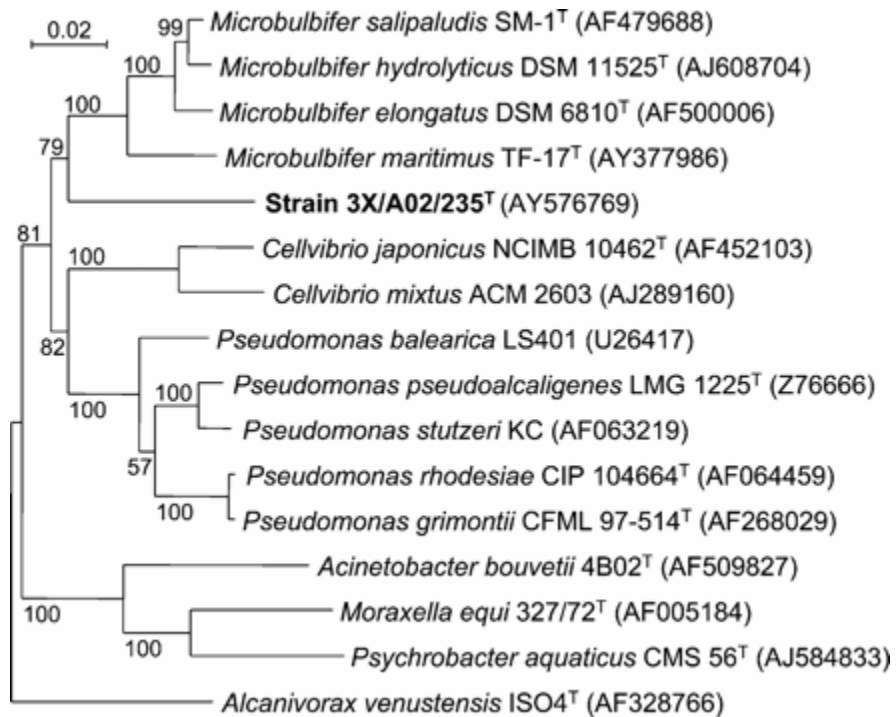 99
Microbulbifer salipaludis SM-1ᵀ (AF479688)
0.02
100
Microbulbifer hydrolyticus DSM 11525ᵀ (AJ608704)
100
Microbulbifer elongatus DSM 6810ᵀ (AF500006)
79
Microbulbifer maritimus TF-17ᵀ (AY377986)
Strain 3X/A02/235ᵀ (AY576769)
81
100
Cellvibrio japonicus NCIMB 10462ᵀ (AF452103)
Cellvibrio mixtus ACM 2603 (AJ289160)
82
Pseudomonas balearica LS401 (U26417)
100
100
Pseudomonas pseudoalcaligenes LMG 1225ᵀ (Z76666)
Pseudomonas stutzeri KC (AF063219)
57
Pseudomonas rhodesiae CIP 104664ᵀ (AF064459)
100
Pseudomonas grimontii CFML 97-514ᵀ (AF268029)
Acinetobacter bouvetii 4B02ᵀ (AF509827)
100
Moraxella equi 327/72ᵀ (AF005184)
100
Psychrobacter aquaticus CMS 56ᵀ (AJ584833)
Alcanivorax venustensis ISO4ᵀ (AF328766)